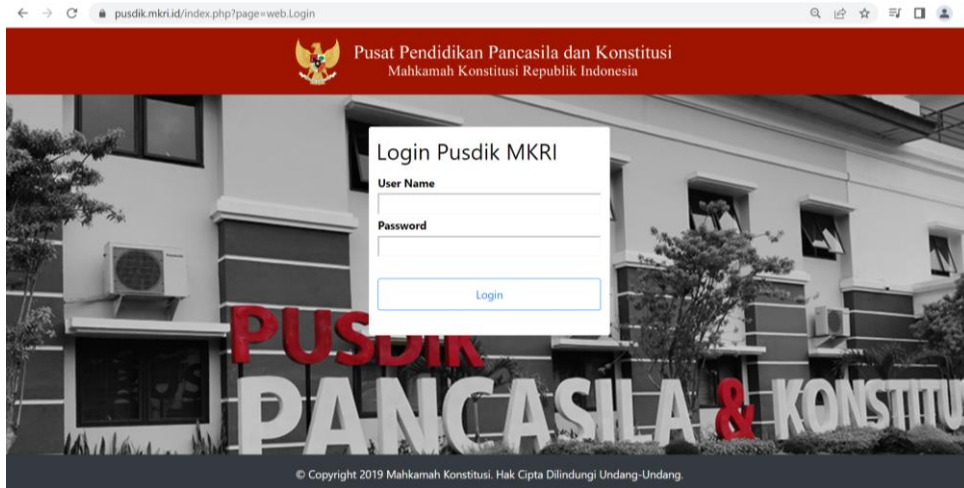 pusdik.mkri.id/index.php?page=web.Login
Pusat Pendidikan Pancasila dan Konstitusi
Mahkamah Konstitusi Republik Indonesia
Login Pusdik MKRI
User Name
Password
Login
PUSDIK
PANCASILA & KONSTITU
© Copyright 2019 Mahkamah Konstitusi. Hak Cipta Dilindungi Undang-Undang.